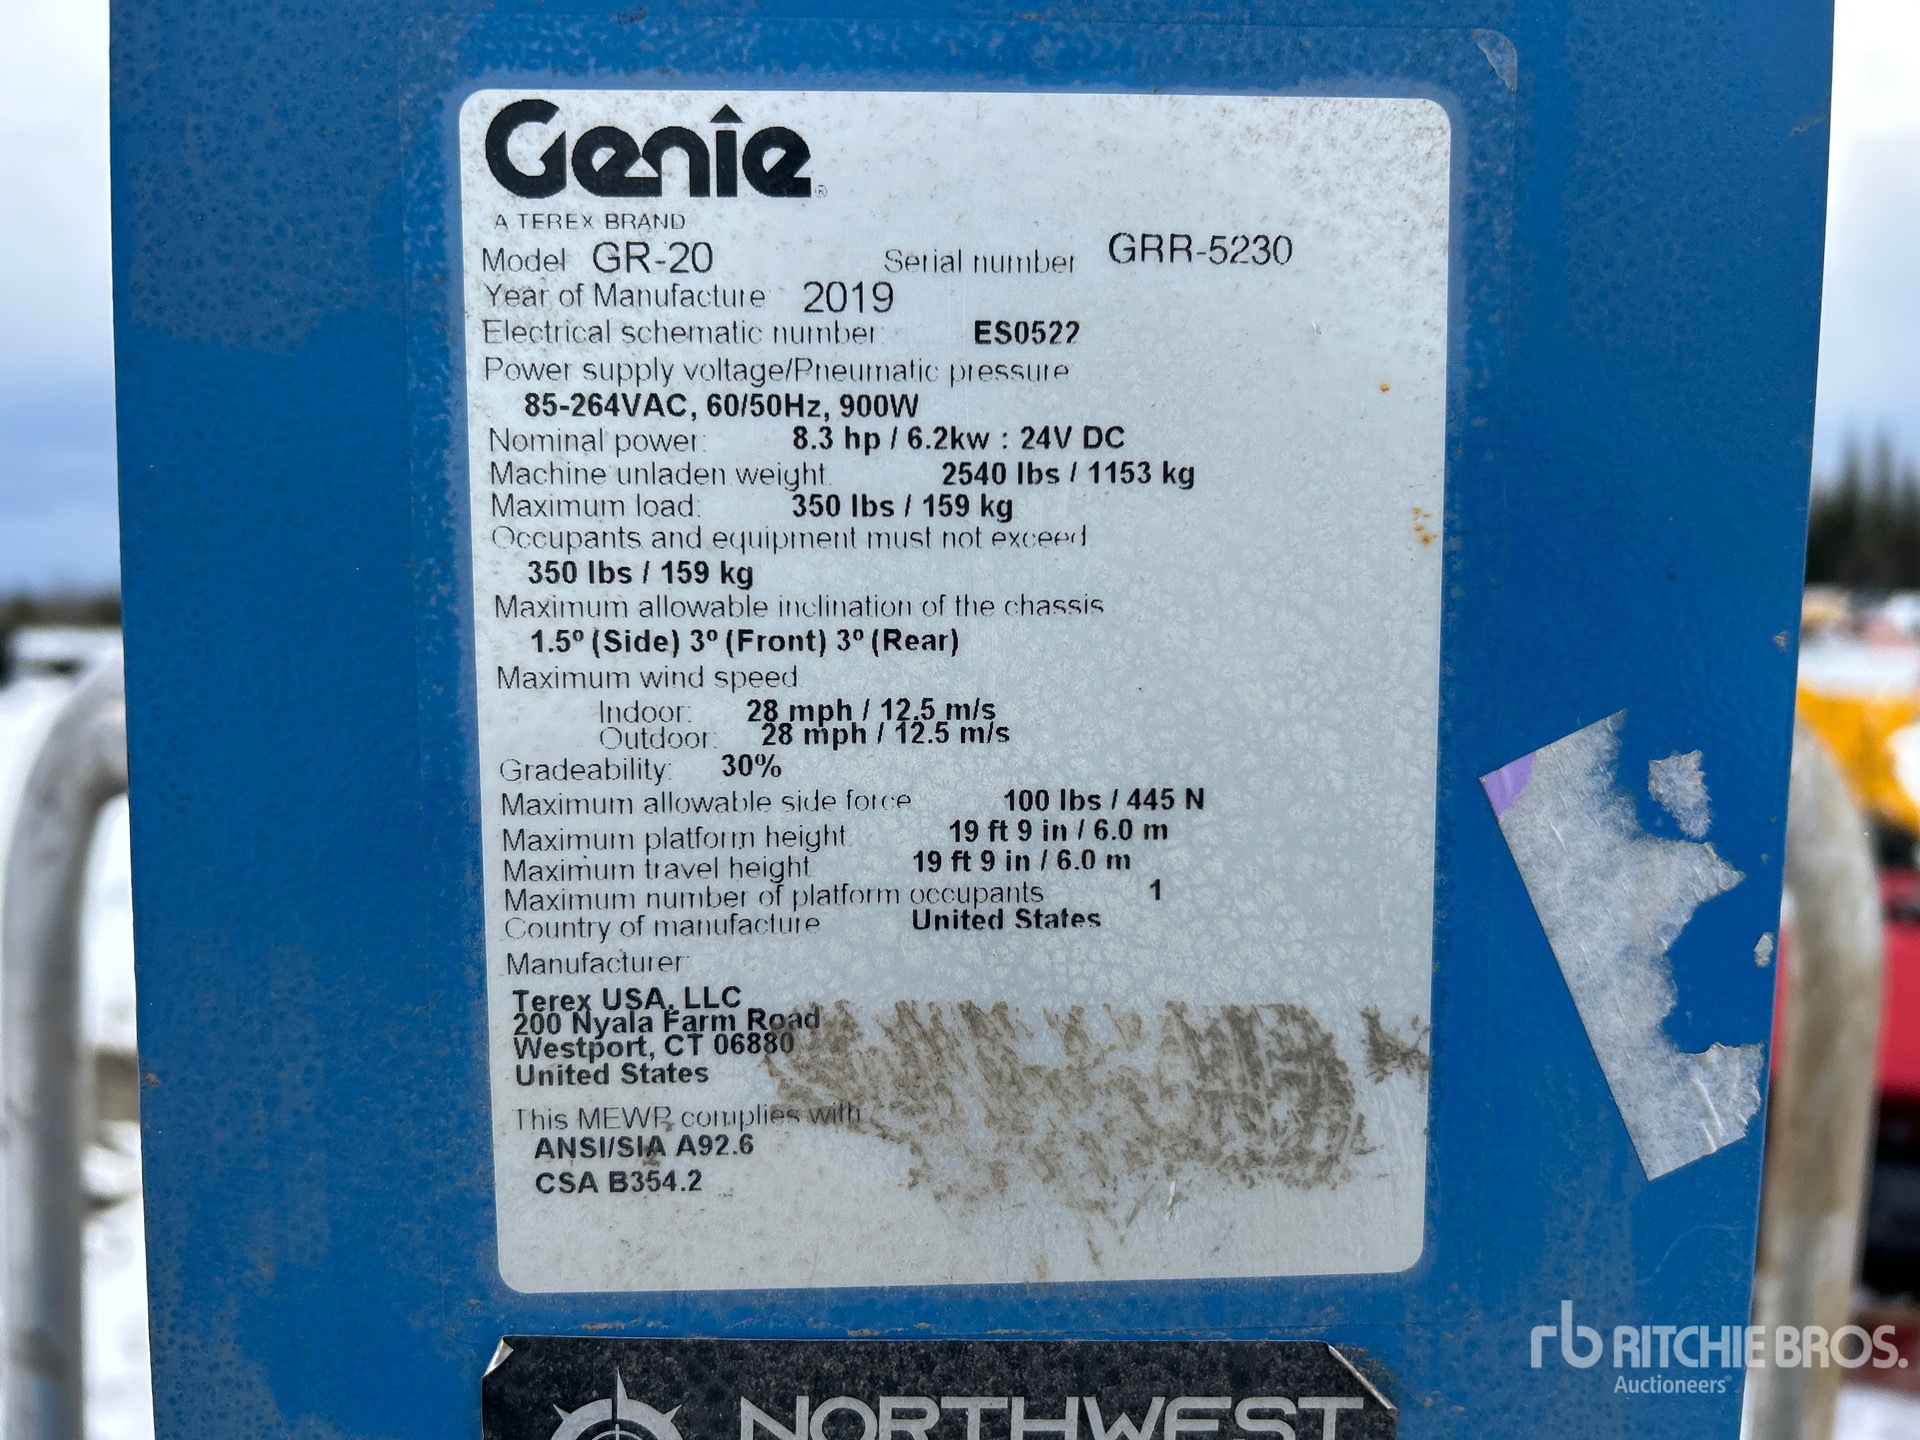 Genie®
A TEREX BRAND
Model GR-20 Serial number GRR-5230
Year of Manufacture 2019
Electrical schematic number: ES0522
Power supply voltage/Pneumatic pressure
85-264VAC, 60/50Hz, 900W
Nominal power: 8.3 hp / 6.2kw : 24V DC
Machine unladen weight 2540 lbs / 1153 kg
Maximum load: 350 lbs / 159 kg
Occupants and equipment must not exceed
350 lbs / 159 kg
Maximum allowable inclination of the chassis
1.5º (Side) 3º (Front) 3º (Rear)
Maximum wind speed
Indoor: 28 mph / 12.5 m/s
Outdoor: 28 mph / 12.5 m/s
Gradeability: 30%
Maximum allowable side force 100 lbs / 445 N
Maximum platform height 19 ft 9 in / 6.0 m
Maximum travel height 19 ft 9 in / 6.0 m
Maximum number of platform occupants 1
Country of manufacture United States
Manufacturer:
Terex USA, LLC
200 Nyala Farm Road
Westport, CT 06880
United States
This MEWP complies with
ANSI/SIA A92.6
CSA B354.2
NORTHWEST
rb RITCHIE BROS.
Auctioneers®